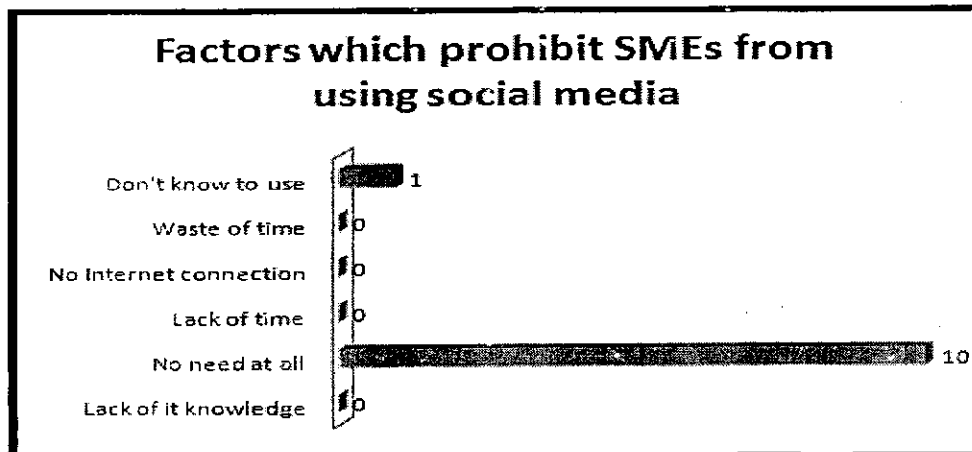 Factors which prohibit SMEs from
using social media
Don't know to use 1
Waste of time 0
No Internet connection 0
Lack of time 0
No need at all 10
Lack of it knowledge 0